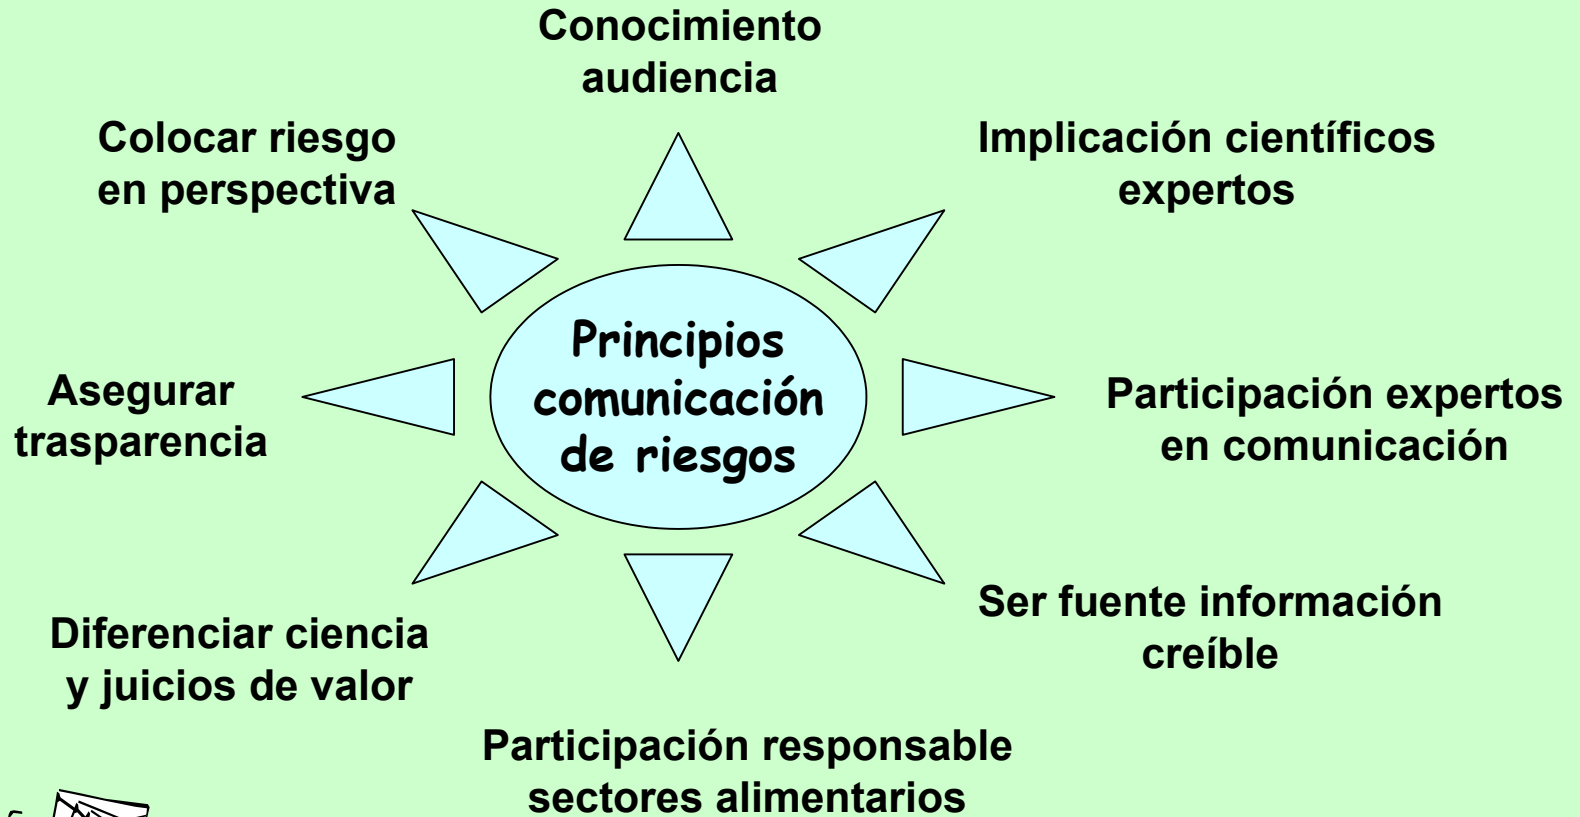 Conocimiento
audiencia
Colocar riesgo
en perspectiva
Implicación científicos
expertos
Principios
comunicación
de riesgos
Asegurar
trasparencia
Participación expertos
en comunicación
Diferenciar ciencia
y juicios de valor
Ser fuente información
creíble
Participación responsable
sectores alimentarios